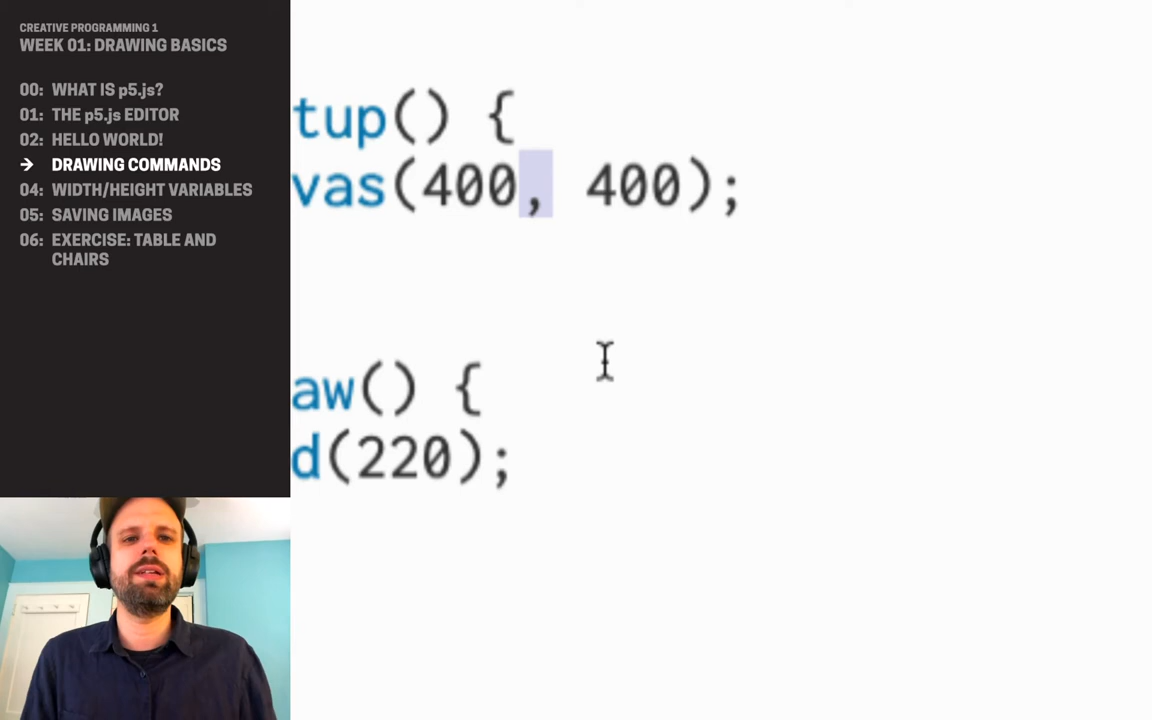 CREATIVE PROGRAMMING 1
WEEK 01: DRAWING BASICS
00: WHAT IS p5.js?
01: THE p5.js EDITOR
02: HELLO WORLD!
→ DRAWING COMMANDS
04: WIDTH/HEIGHT VARIABLES
05: SAVING IMAGES
06: EXERCISE: TABLE AND
CHAIRS
tup() {
vas(400, 400);
aw() {
d(220);